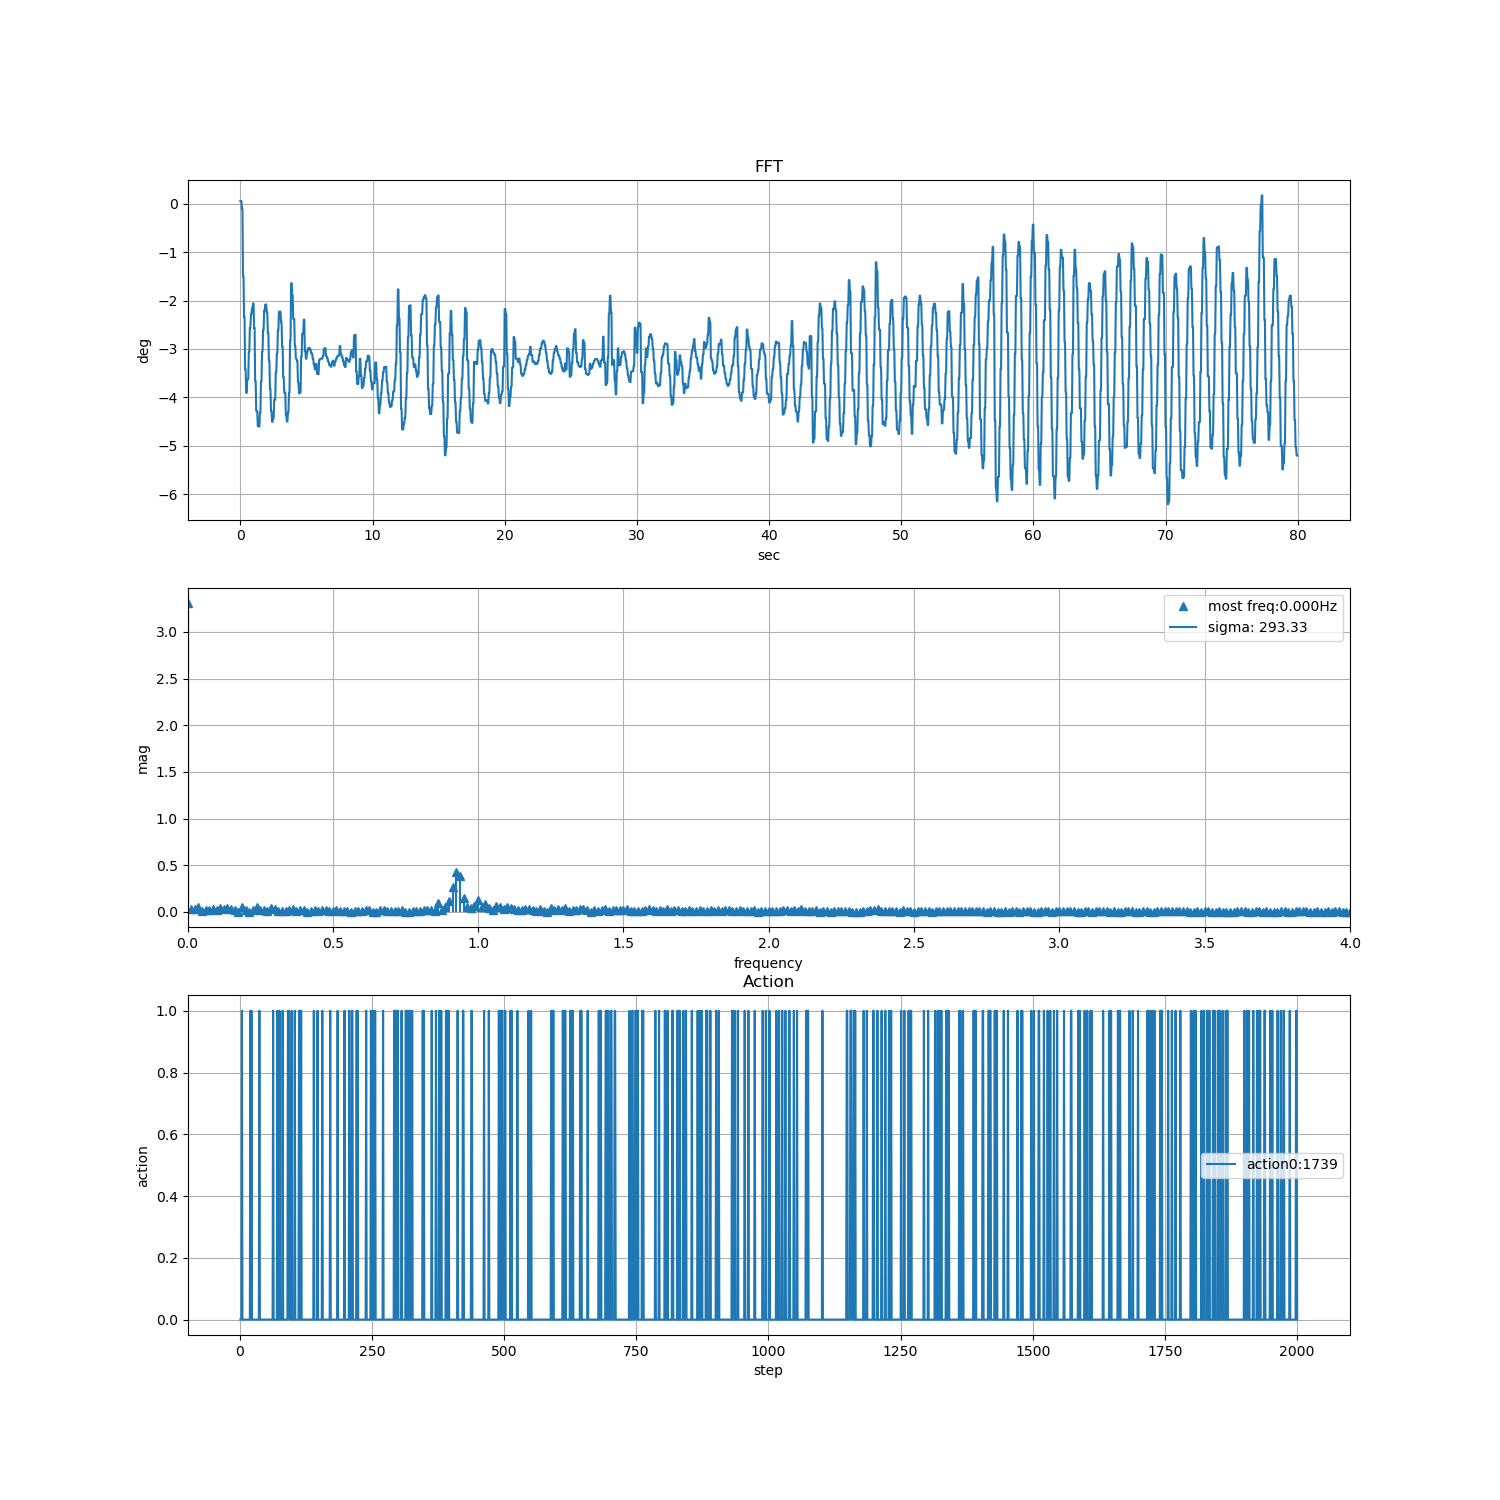 FFT
0
−1
−2
−3
−4
−5
−6
deg
0 10 20 30 40 50 60 70 80
sec
most freq:0.000Hz
sigma: 293.33
3.0
2.5
2.0
1.5
1.0
0.5
0.0
mag
0.0 0.5 1.0 1.5 2.0 2.5 3.0 3.5 4.0
frequency
Action
1.0
0.8
0.6
0.4
0.2
0.0
action
action0:1739
0 250 500 750 1000 1250 1500 1750 2000
step